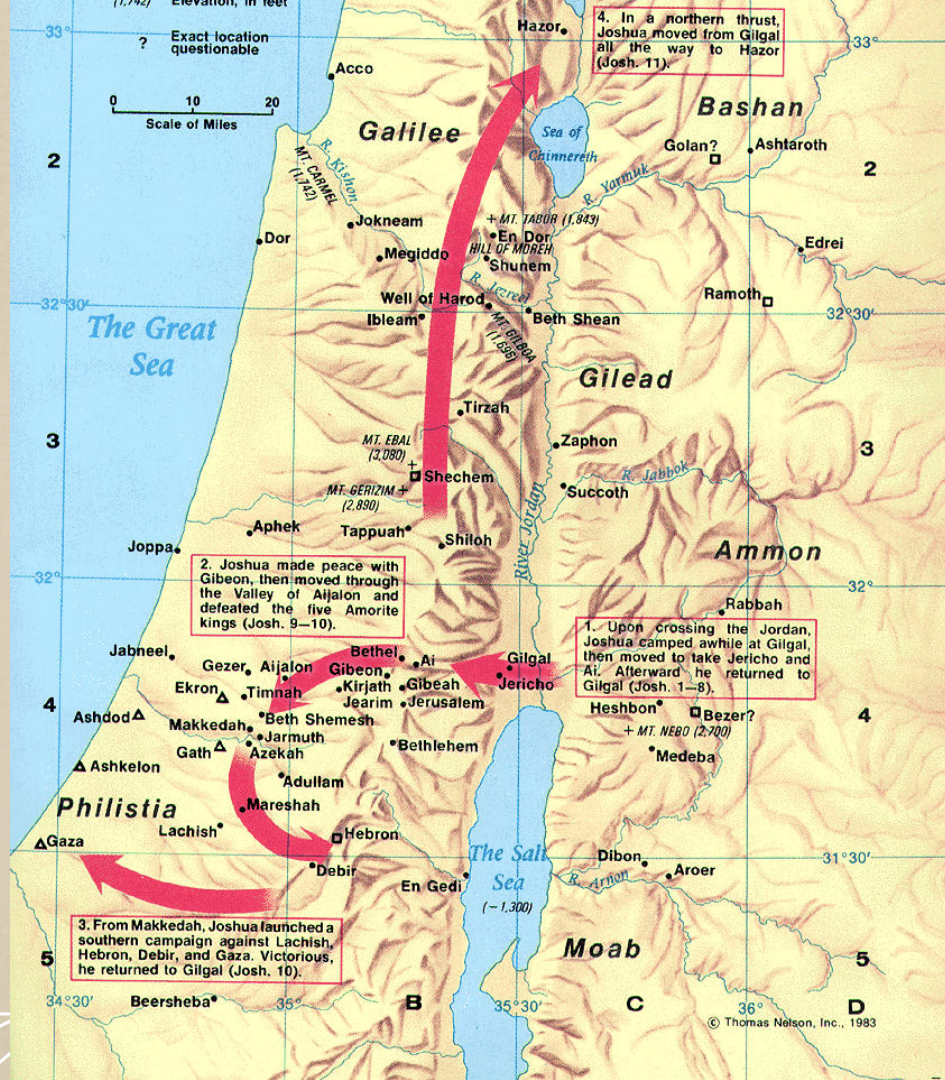 (1,742) Elevation, in feet
? Exact location
questionable
0 10 20
Scale of Miles
33°
33°
4. In a northern thrust,
Joshua moved from Gilgal
all the way to Hazor
(Josh. 11).
Hazor
Acco
Galilee
Bashan
Sea of
Chinnereth
Golan?
Ashtaroth
2
2
R. Kishon
MT. CARMEL
(1,742)
R. Yarmuk
MT. TABOR (1,843)
Jokneam
En Dor
Dor
Edrei
HILL OF MOREH
Megiddo
Shunem
R. Jezreel
Ramoth
32°30'
Well of Harod
32°30'
Ibleam
Beth Shean
MT. GILBOA
(1,696)
The Great
Sea
Gilead
Tirzah
3
MT. EBAL
(3,080)
Zaphon
3
Shechem
R. Jabbok
MT. GERIZIM
(2,890)
Succoth
Aphek
Tappuah
Shiloh
River Jordan
Joppa
Ammon
32°
32°
2. Joshua made peace with
Gibeon, then moved through
the Valley of Aijalon and
defeated the five Amorite
kings (Josh. 9—10).
Rabbah
1. Upon crossing the Jordan,
Joshua camped awhile at Gilgal,
then moved to take Jericho and
Ai. Afterward he returned to
Gilgal (Josh. 1—8).
Jabneel
Bethel
Ai
Gilgal
Gezer
Aijalon
Gibeon
Jericho
Ekron
Timnah
Kirjath
Jearim
Gibeah
Jerusalem
4
4
Ashdod
Beth Shemesh
Heshbon
Bezer?
Makkedah
Jarmuth
MT. NEBO (2,700)
Gath
Azekah
Bethlehem
Medeba
Ashkelon
Adullam
Philistia
Mareshah
Lachish
Hebron
Gaza
The Salt
Sea
(−1,300)
Dibon
31°30'
Debir
Aroer
En Gedi
R. Arnon
3. From Makkedah, Joshua launched a
southern campaign against Lachish,
Hebron, Debir, and Gaza. Victorious,
he returned to Gilgal (Josh. 10).
Moab
5
5
34°30'
Beersheba
35°
B
35°30'
C
36°
D
© Thomas Nelson, Inc., 1983